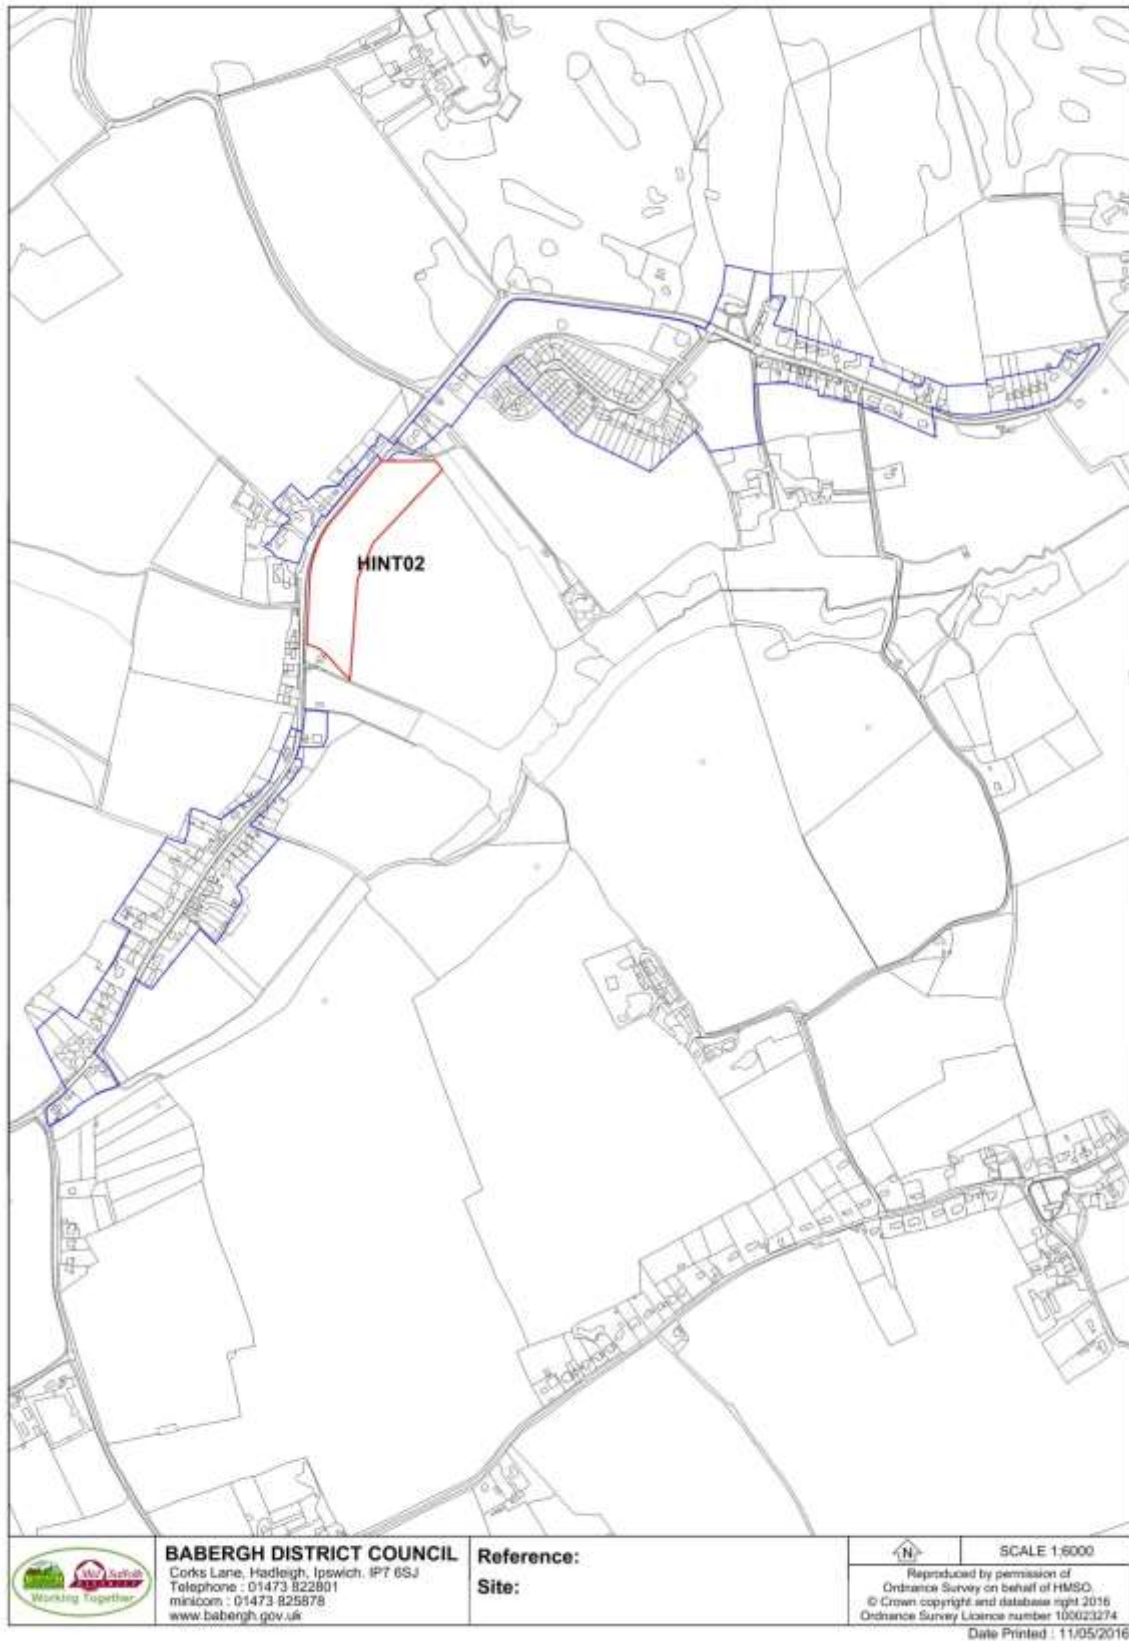 HINT02
Mid Suffolk
Working Together
BABERGH DISTRICT COUNCIL
Corks Lane, Hadleigh, Ipswich. IP7 6SJ
Telephone : 01473 822801
minicom : 01473 825878
www.babergh.gov.uk
Reference:
Site:
N
SCALE 1:6000
Reproduced by permission of
Ordnance Survey on behalf of HMSO.
© Crown copyright and database right 2016
Ordnance Survey Licence number 100023274
Date Printed : 11/05/2016